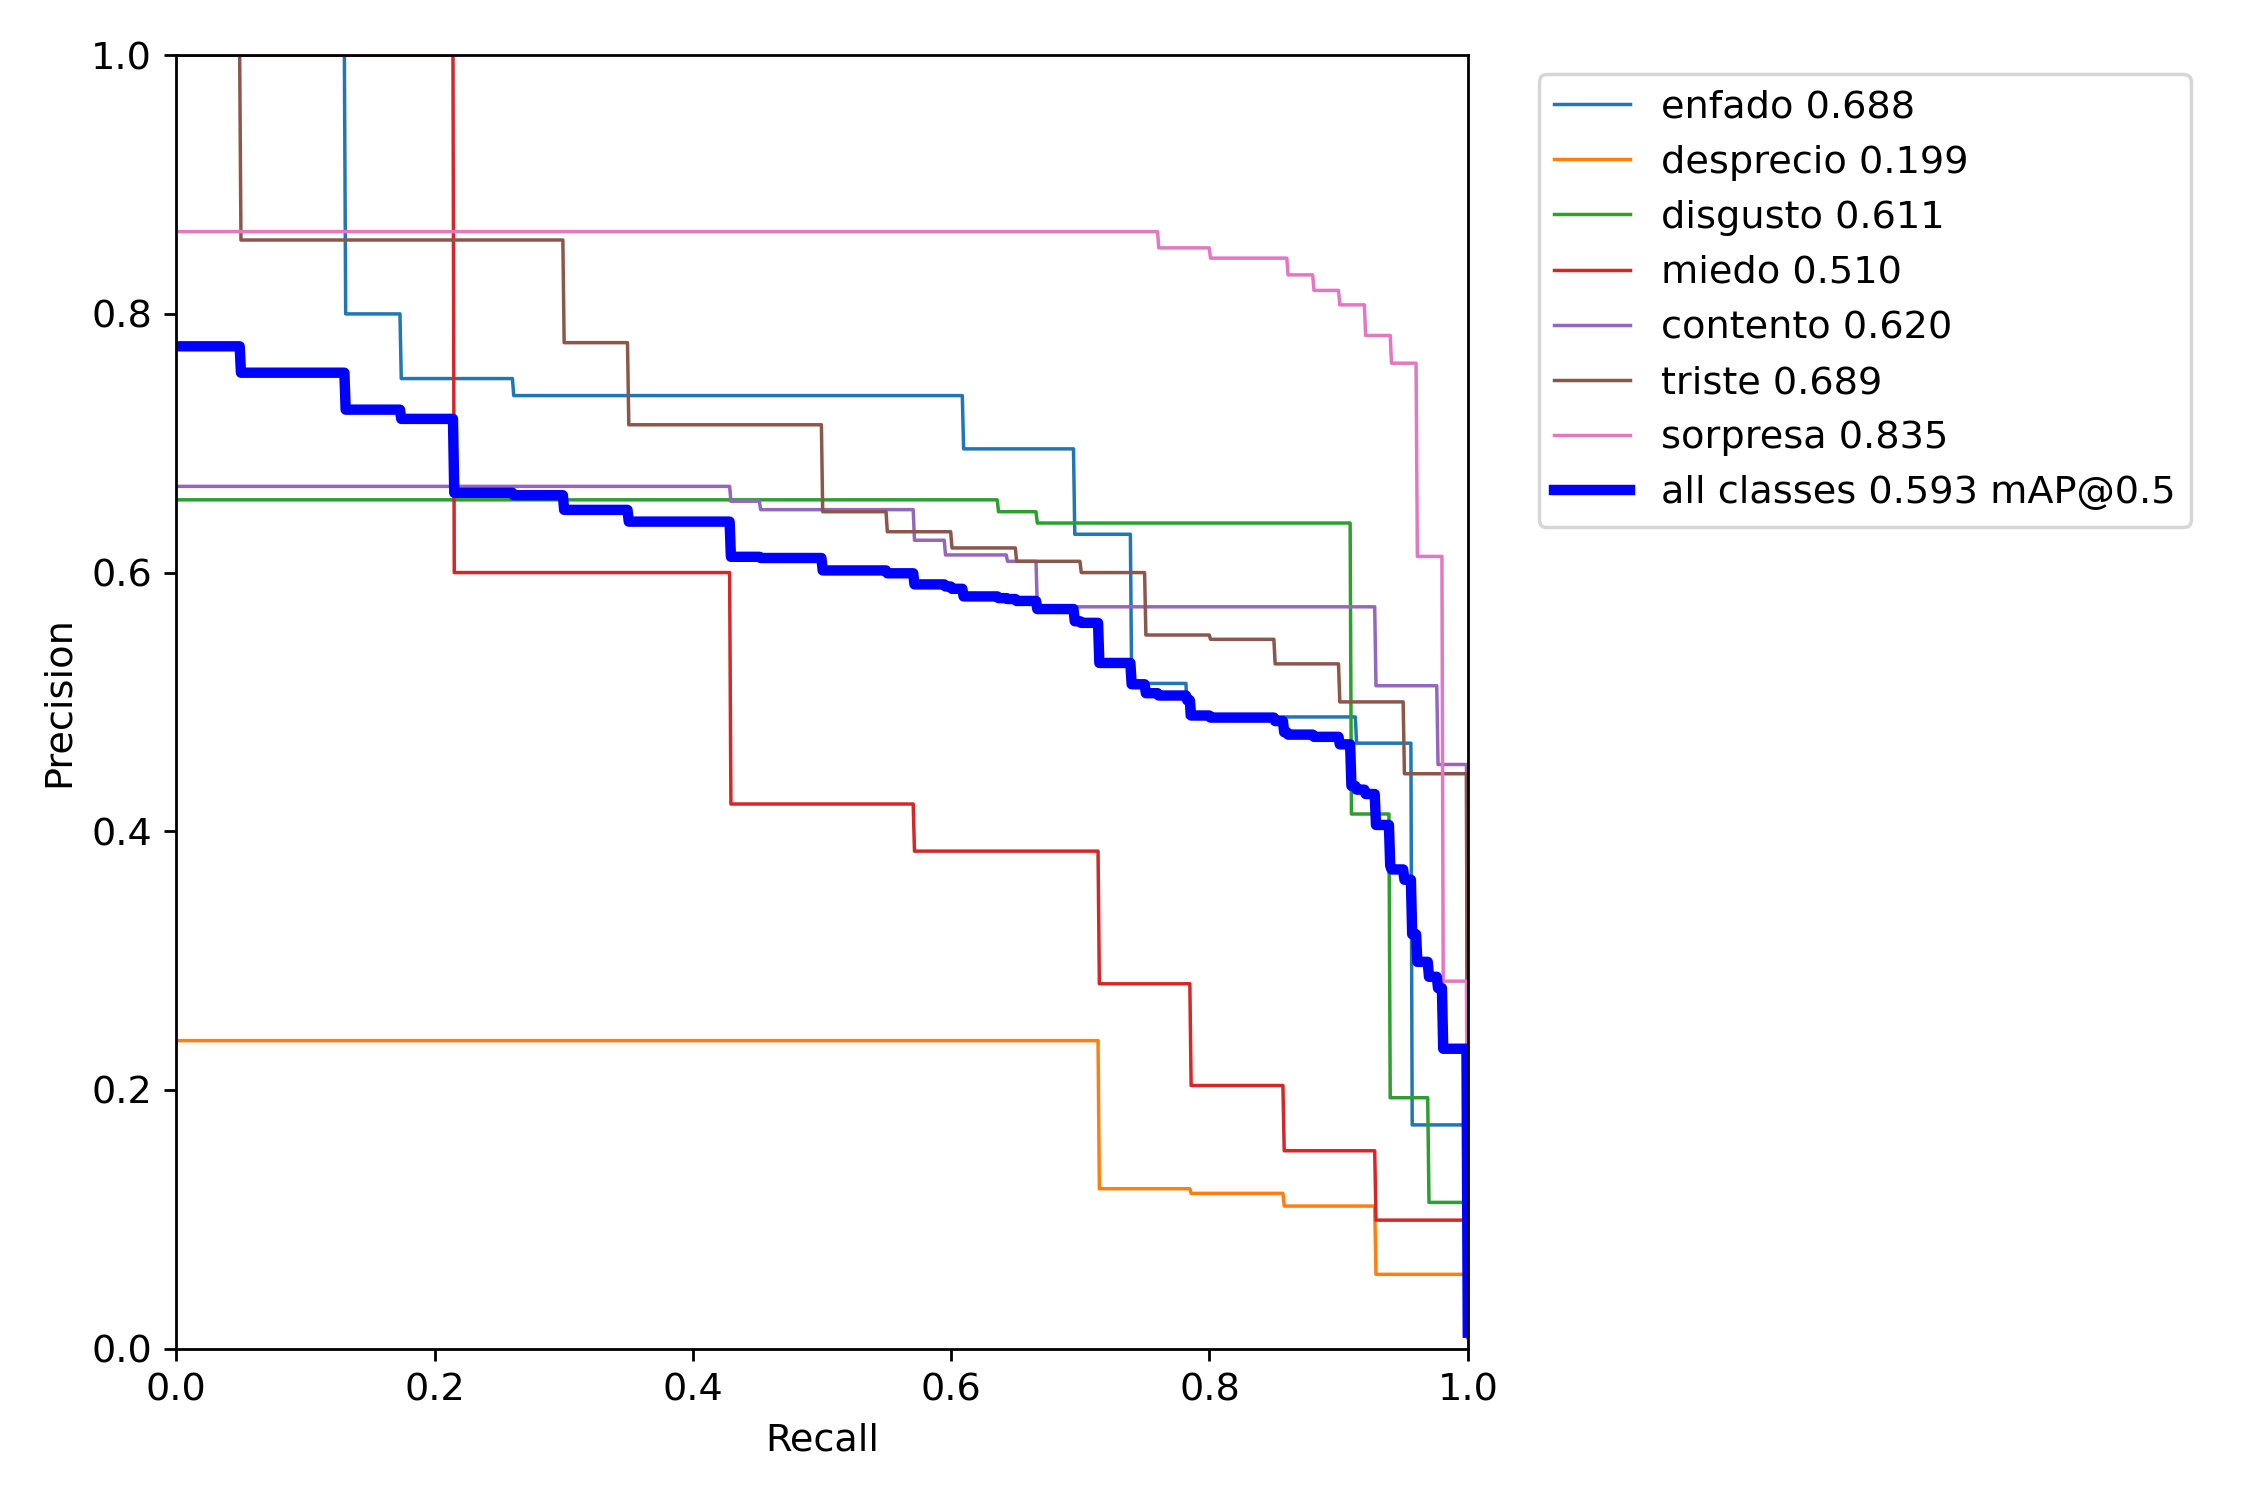 1.0
0.8
0.6
0.4
0.2
0.0
Precision
0.0 0.2 0.4 0.6 0.8 1.0
Recall
enfado 0.688
desprecio 0.199
disgusto 0.611
miedo 0.510
contento 0.620
triste 0.689
sorpresa 0.835
all classes 0.593 mAP@0.5